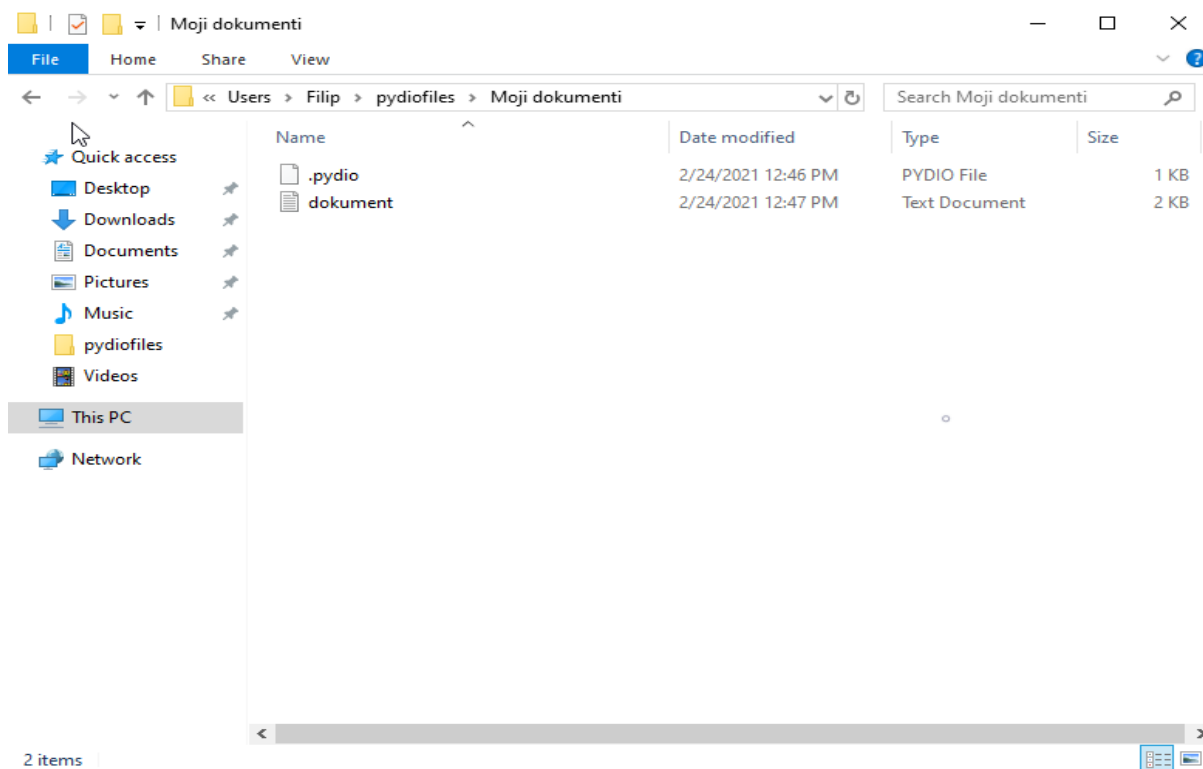 Moji dokumenti
File Home Share View
« Users > Filip > pydiofiles > Moji dokumenti
Search Moji dokumenti
Name Date modified Type Size
Quick access
.pydio 2/24/2021 12:46 PM PYDIO File 1 KB
Desktop
dokument 2/24/2021 12:47 PM Text Document 2 KB
Downloads
Documents
Pictures
Music
pydiofiles
Videos
This PC
Network
2 items